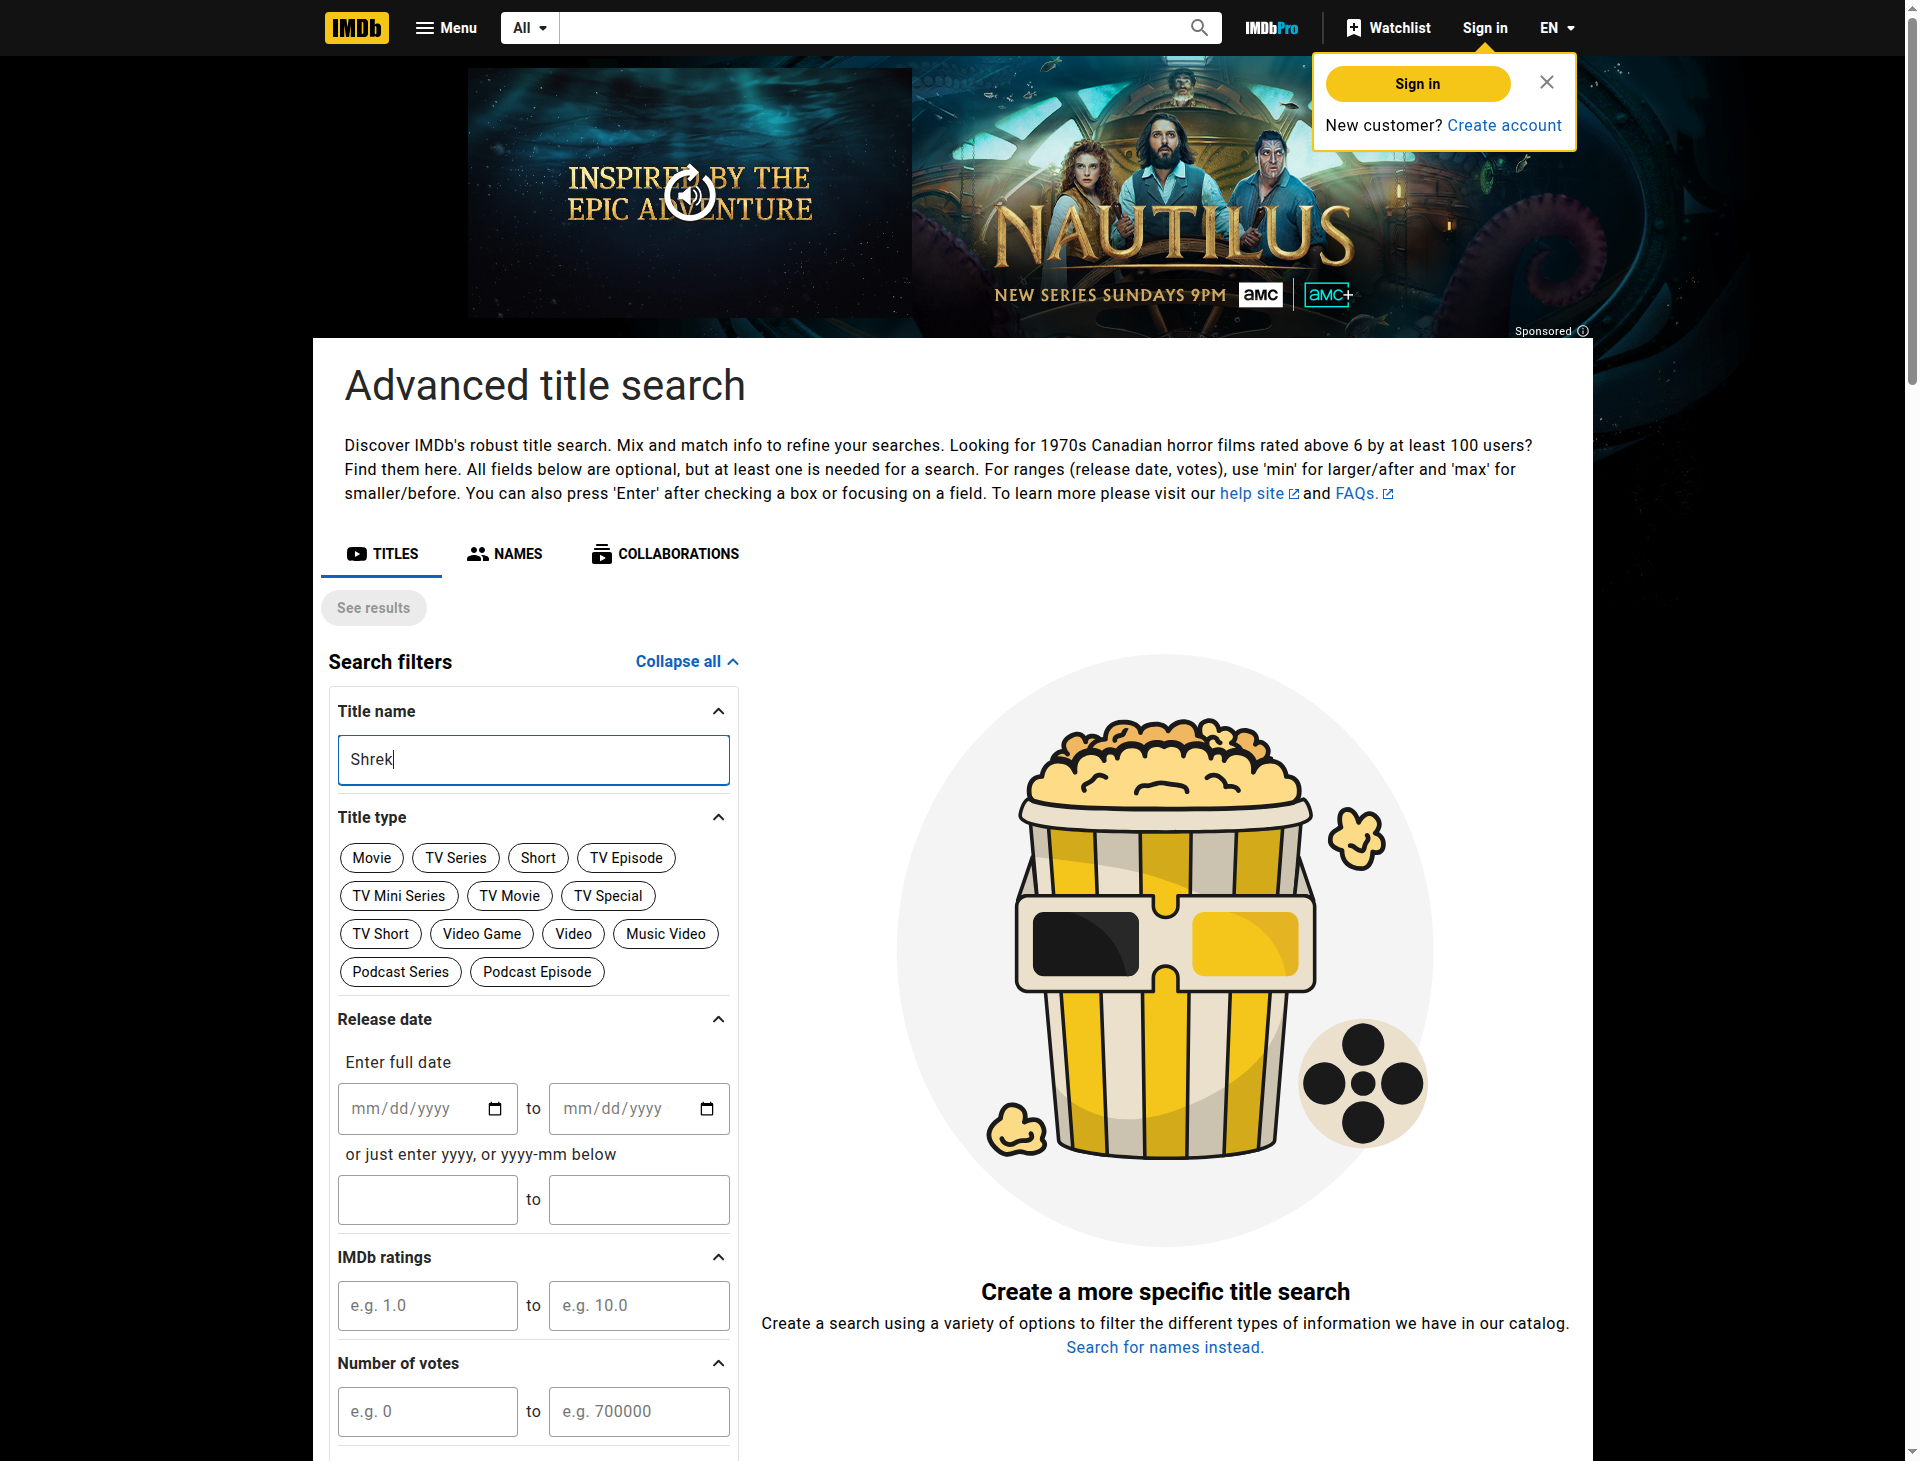 IMDb
Menu
All
IMDbPro
Watchlist
Sign in
EN
Sign in
New customer? Create account
INSPIRED BY THE
EPIC ADVENTURE
NAUTILUS
NEW SERIES SUNDAYS 9PM
aMC
aMC+
Sponsored
Advanced title search
Discover IMDb's robust title search. Mix and match info to refine your searches. Looking for 1970s Canadian horror films rated above 6 by at least 100 users?
Find them here. All fields below are optional, but at least one is needed for a search. For ranges (release date, votes), use 'min' for larger/after and 'max' for
smaller/before. You can also press 'Enter' after checking a box or focusing on a field. To learn more please visit our help site and FAQs.
TITLES
NAMES
COLLABORATIONS
See results
Search filters
Collapse all
Title name
Shrek
Title type
Movie TV Series Short TV Episode
TV Mini Series TV Movie TV Special
TV Short Video Game Video Music Video
Podcast Series Podcast Episode
Release date
Enter full date
mm/dd/yyyy to mm/dd/yyyy
or just enter yyyy, or yyyy-mm below
to
IMDb ratings
e.g. 1.0 to e.g. 10.0
Number of votes
e.g. 0 to e.g. 700000
Create a more specific title search
Create a search using a variety of options to filter the different types of information we have in our catalog.
Search for names instead.